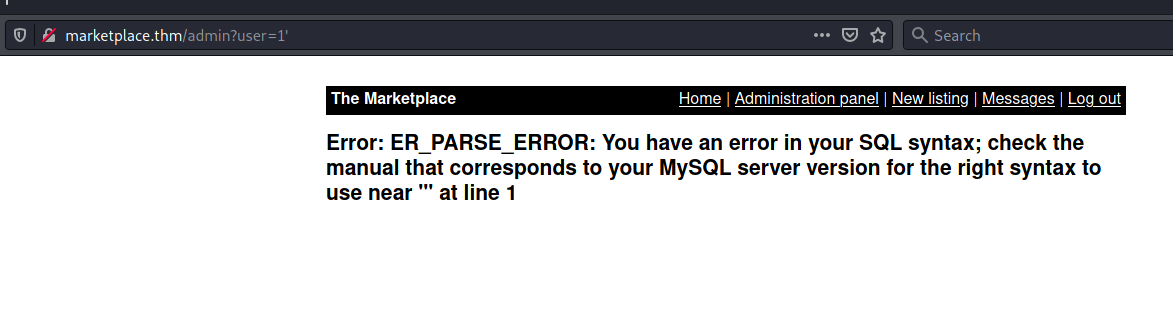 marketplace.thm/admin?user=1'
Search
The Marketplace
Home | Administration panel | New listing | Messages | Log out
Error: ER_PARSE_ERROR: You have an error in your SQL syntax; check the
manual that corresponds to your MySQL server version for the right syntax to
use near ''' at line 1